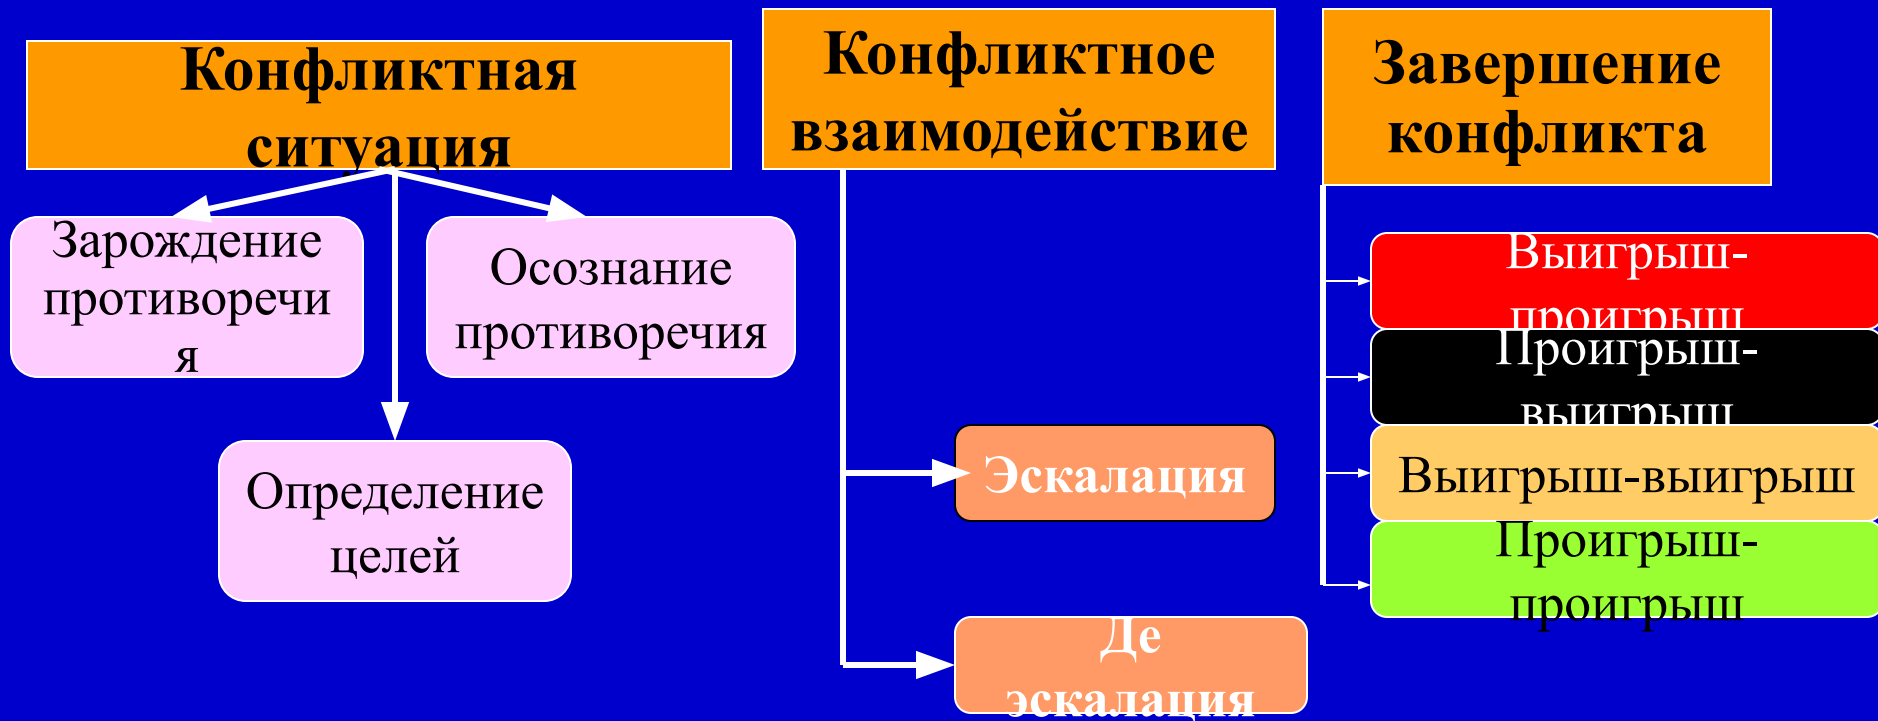 Конфликтная
ситуация
Зарождение
противоречи
я
Осознание
противоречия
Определение
целей
Конфликтное
взаимодействие
Эскалация
Де
эскалация
Завершение
конфликта
Выигрыш-
проигрыш
Проигрыш-
выигрыш
Выигрыш-выигрыш
Проигрыш-
проигрыш